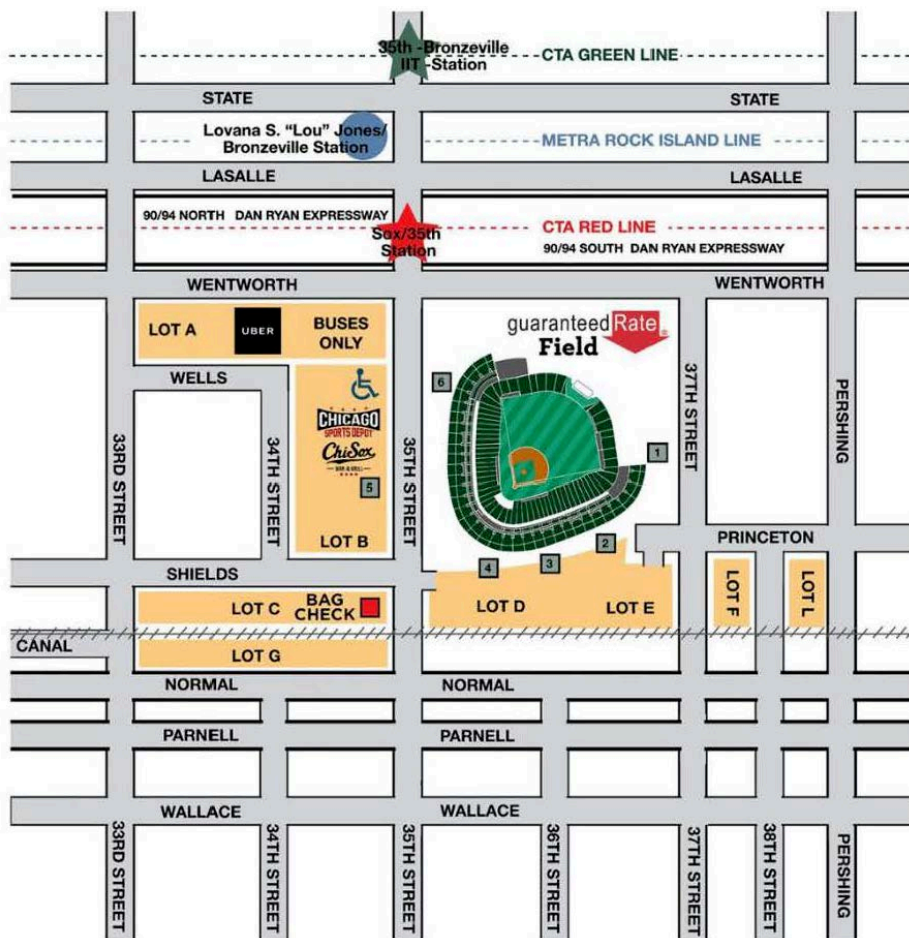 35th -Bronzeville
IIT -Station
CTA GREEN LINE
STATE
STATE
Lovana S. "Lou" Jones/
Bronzeville Station
METRA ROCK ISLAND LINE
LASALLE
LASALLE
90/94 NORTH DAN RYAN EXPRESSWAY
CTA RED LINE
Sox/35th
Station
90/94 SOUTH DAN RYAN EXPRESSWAY
WENTWORTH
WENTWORTH
LOT A
UBER
BUSES
ONLY
guaranteed Rate
Field
WELLS
6
CHICAGO
SPORTS DEPOT
ChiSox
BAR & GRILL
5
LOT B
33RD STREET
34TH STREET
35TH STREET
37TH STREET
PERSHING
1
2
3
4
PRINCETON
SHIELDS
LOT C
BAG
CHECK
LOT D
LOT E
LOT F
LOT L
CANAL
LOT G
NORMAL
NORMAL
PARNELL
PARNELL
WALLACE
WALLACE
33RD STREET
34TH STREET
35TH STREET
36TH STREET
37TH STREET
38TH STREET
PERSHING